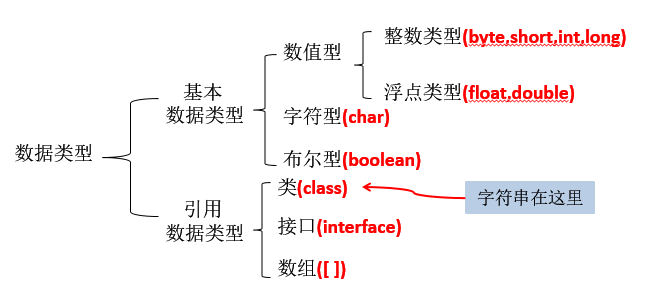 数据类型
基本
数据类型
数值型
整数类型(byte,short,int,long)
浮点类型(float,double)
字符型(char)
布尔型(boolean)
引用
数据类型
类(class)
字符串在这里
接口(interface)
数组([ ])